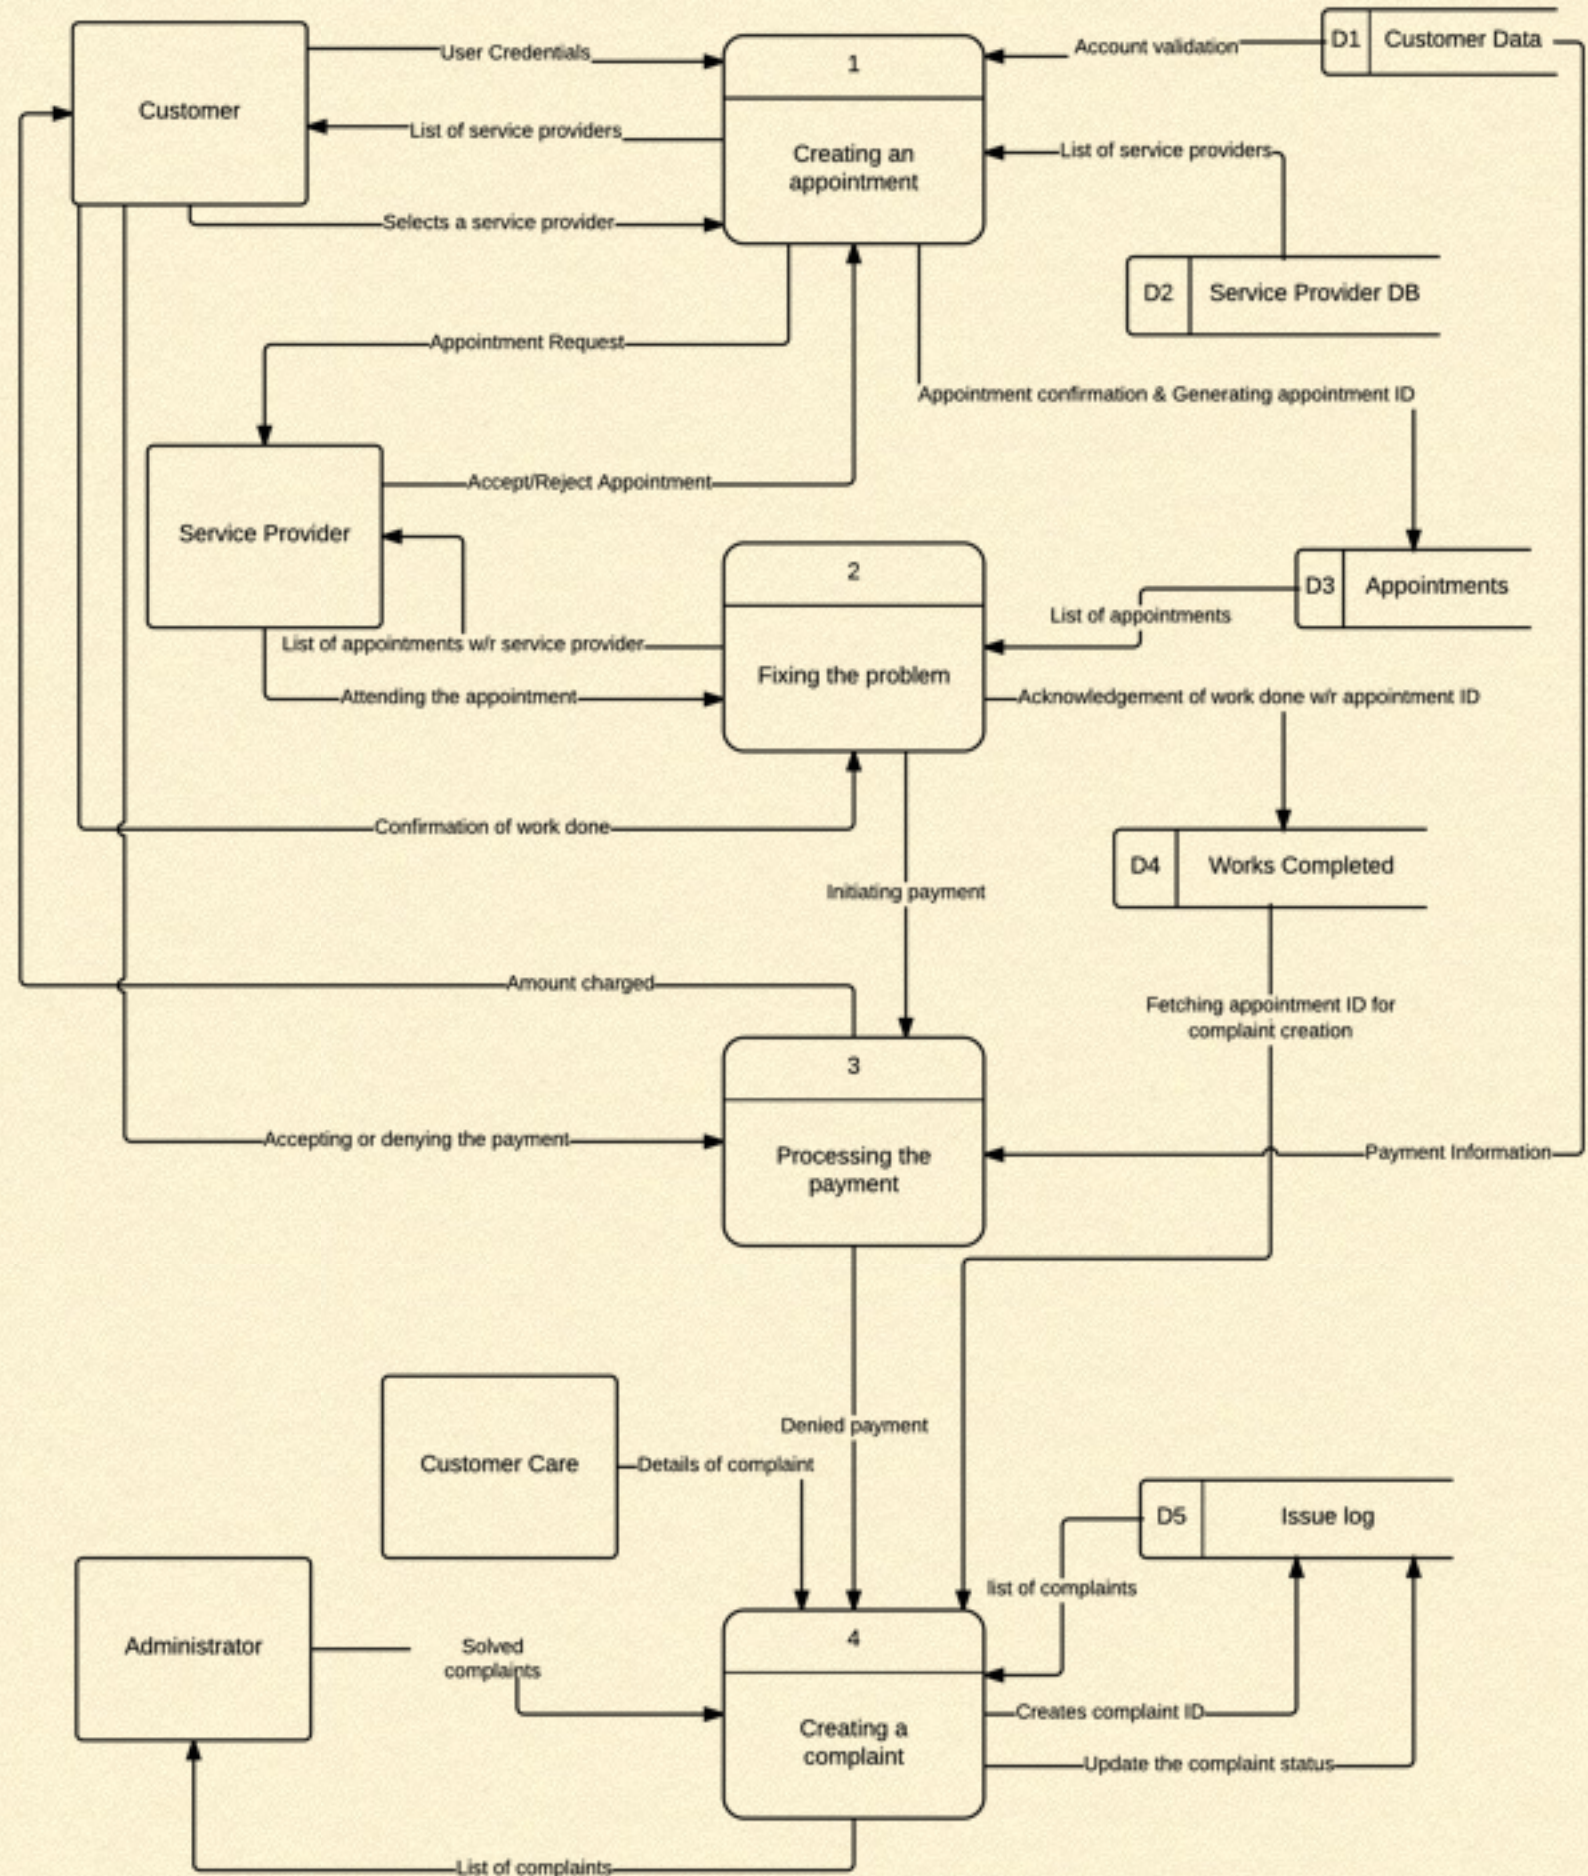 User Credentials
Account validation
D1
Customer Data
1
Customer
List of service providers
List of service providers
Creating an
appointment
Selects a service provider
D2
Service Provider DB
Appointment Request
Appointment confirmation & Generating appointment ID
Accept/Reject Appointment
Service Provider
2
D3
Appointments
List of appointments
List of appointments w/r service provider
Fixing the problem
Attending the appointment
Acknowledgement of work done w/r appointment ID
Confirmation of work done
D4
Works Completed
Initiating payment
Amount charged
Fetching appointment ID for
complaint creation
3
Accepting or denying the payment
Processing the
payment
Payment Information
Denied payment
Customer Care
Details of complaint
D5
Issue log
list of complaints
Administrator
Solved
complaints
4
Creates complaint ID
Creating a
complaint
Update the complaint status
List of complaints